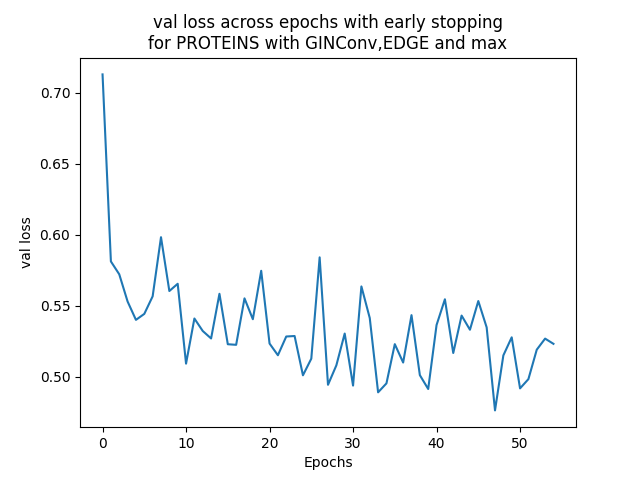 val loss across epochs with early stopping
for PROTEINS with GINConv,EDGE and max
0.70
0.65
0.60
0.55
0.50
val loss
0
10
20
30
40
50
Epochs